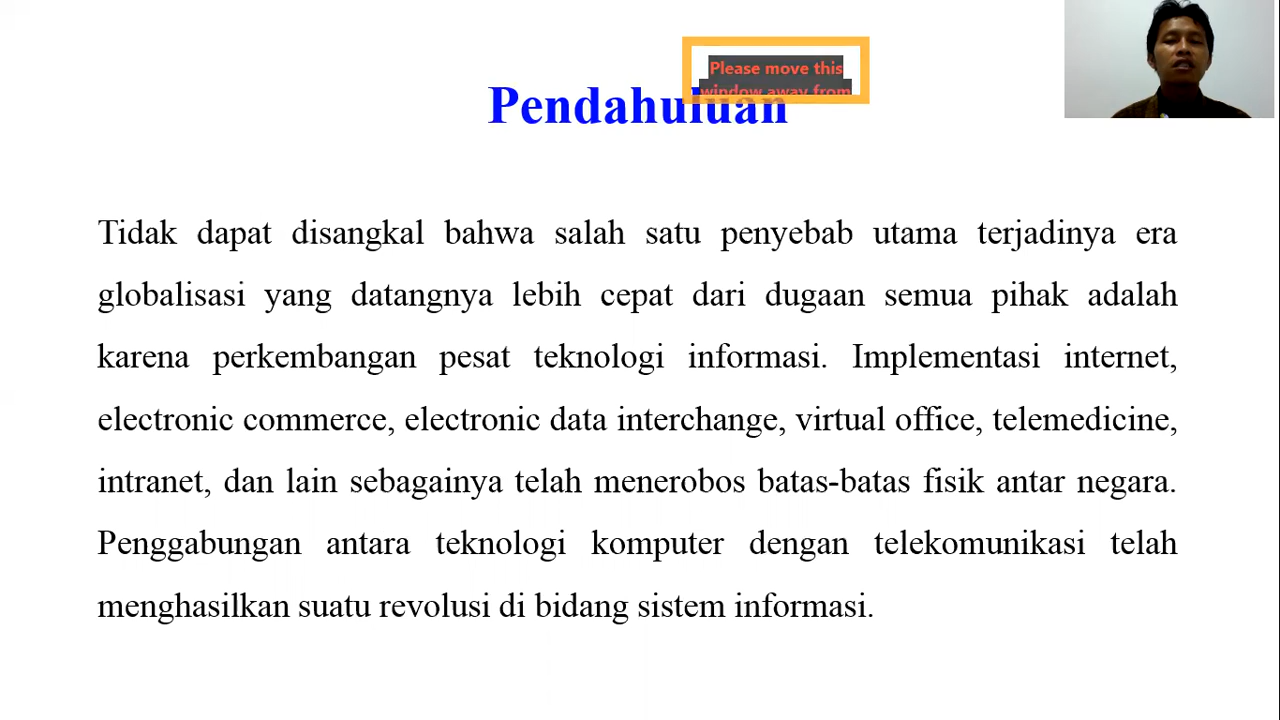 Please move this
window away from
Pendahuluan
Tidak dapat disangkal bahwa salah satu penyebab utama terjadinya era
globalisasi yang datangnya lebih cepat dari dugaan semua pihak adalah
karena perkembangan pesat teknologi informasi. Implementasi internet,
electronic commerce, electronic data interchange, virtual office, telemedicine,
intranet, dan lain sebagainya telah menerobos batas-batas fisik antar negara.
Penggabungan antara teknologi komputer dengan telekomunikasi telah
menghasilkan suatu revolusi di bidang sistem informasi.